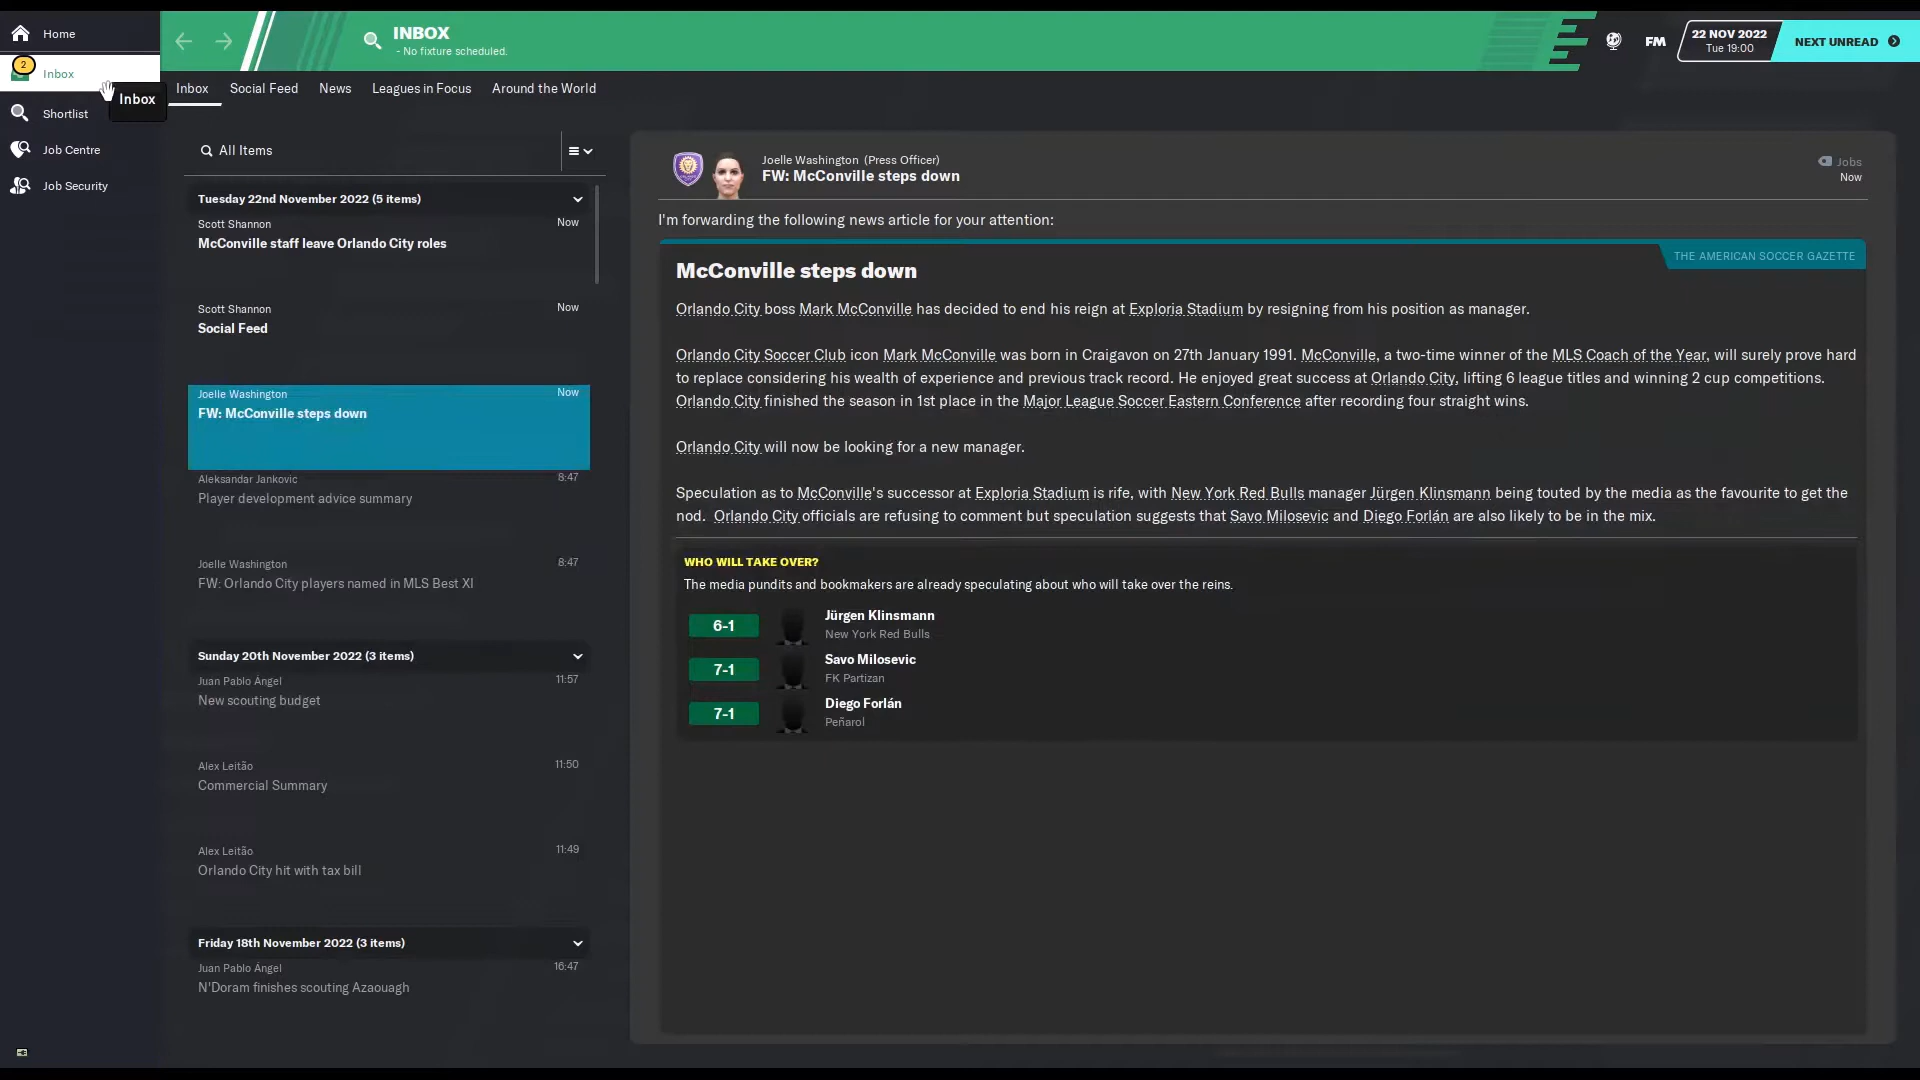 Home
2
Inbox
Inbox
Shortlist
Job Centre
Job Security
INBOX
- No fixture scheduled.
FM
22 NOV 2022
Tue 19:00
NEXT UNREAD
Inbox
Social Feed
News
Leagues in Focus
Around the World
All Items
Tuesday 22nd November 2022 (5 items)
Scott Shannon
Now
McConville staff leave Orlando City roles
Scott Shannon
Now
Social Feed
Joelle Washington
Now
FW: McConville steps down
Aleksandar Jankovic
8:47
Player development advice summary
Joelle Washington
8:47
FW: Orlando City players named in MLS Best XI
Sunday 20th November 2022 (3 items)
Juan Pablo Ángel
11:57
New scouting budget
Alex Leitão
11:50
Commercial Summary
Alex Leitão
11:49
Orlando City hit with tax bill
Friday 18th November 2022 (3 items)
Juan Pablo Ángel
16:47
N'Doram finishes scouting Azaouagh
Joelle Washington (Press Officer)
FW: McConville steps down
Jobs
Now
I'm forwarding the following news article for your attention:
THE AMERICAN SOCCER GAZETTE
McConville steps down
Orlando City boss Mark McConville has decided to end his reign at Exploria Stadium by resigning from his position as manager.
Orlando City Soccer Club icon Mark McConville was born in Craigavon on 27th January 1991. McConville, a two-time winner of the MLS Coach of the Year, will surely prove hard
to replace considering his wealth of experience and previous track record. He enjoyed great success at Orlando City, lifting 6 league titles and winning 2 cup competitions.
Orlando City finished the season in 1st place in the Major League Soccer Eastern Conference after recording four straight wins.
Orlando City will now be looking for a new manager.
Speculation as to McConville's successor at Exploria Stadium is rife, with New York Red Bulls manager Jürgen Klinsmann being touted by the media as the favourite to get the
nod. Orlando City officials are refusing to comment but speculation suggests that Savo Milosevic and Diego Forlán are also likely to be in the mix.
WHO WILL TAKE OVER?
The media pundits and bookmakers are already speculating about who will take over the reins.
6-1
Jürgen Klinsmann
New York Red Bulls
7-1
Savo Milosevic
FK Partizan
7-1
Diego Forlán
Peñarol